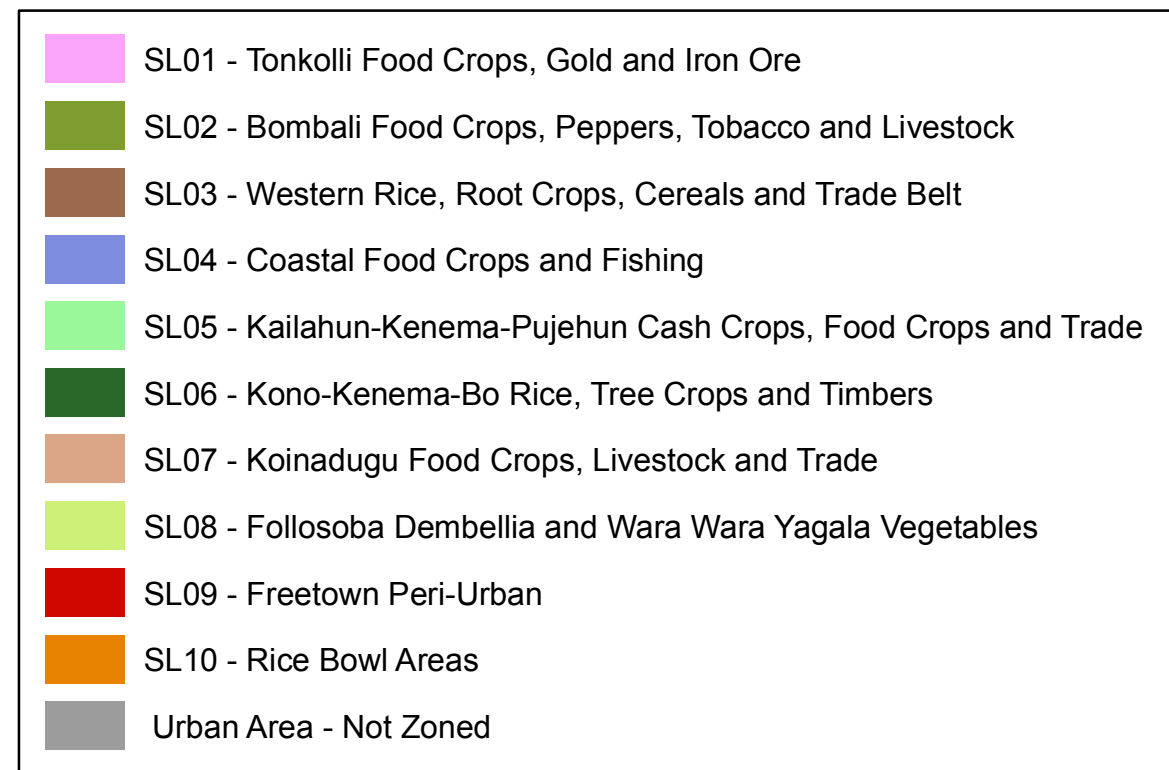 SL01 - Tonkolli Food Crops, Gold and Iron Ore
SL02 - Bombali Food Crops, Peppers, Tobacco and Livestock
SL03 - Western Rice, Root Crops, Cereals and Trade Belt
SL04 - Coastal Food Crops and Fishing
SL05 - Kailahun-Kenema-Pujehun Cash Crops, Food Crops and Trade
SL06 - Kono-Kenema-Bo Rice, Tree Crops and Timbers
SL07 - Koinadugu Food Crops, Livestock and Trade
SL08 - Follosoba Dembellia and Wara Wara Yagala Vegetables
SL09 - Freetown Peri-Urban
SL10 - Rice Bowl Areas
Urban Area - Not Zoned